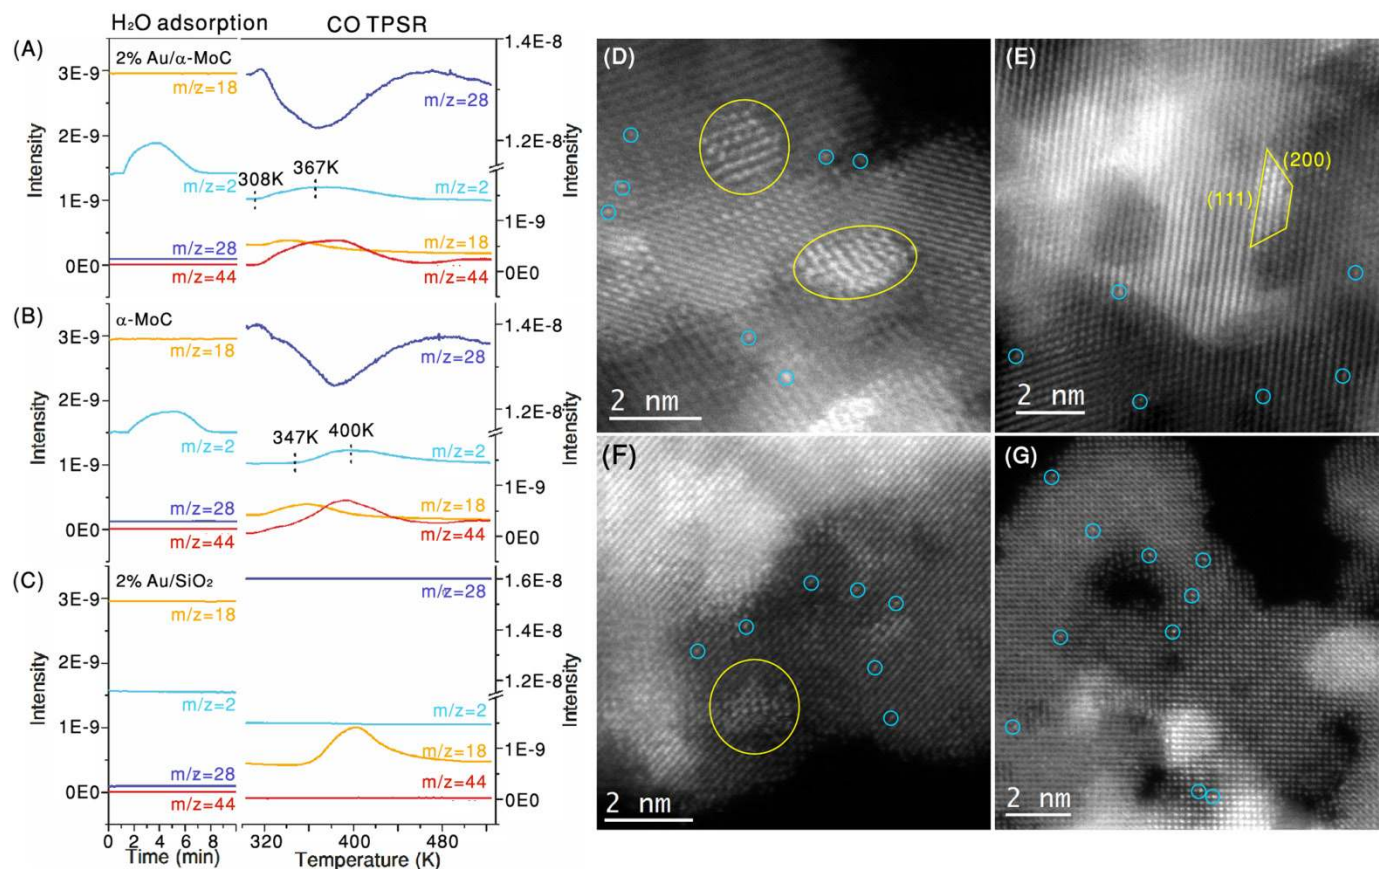 H₂O adsorption
CO TPSR
(A)
2% Au/α-MoC
1.4E-8
3E-9
m/z=18
m/z=28
2E-9
1.2E-8
Intensity
m/z=2
308K
367K
m/z=2
Intensity
1E-9
1E-9
m/z=28
m/z=18
0E0
m/z=44
m/z=44
0E0
(B)
α-MoC
1.4E-8
3E-9
m/z=18
m/z=28
2E-9
1.2E-8
Intensity
m/z=2
347K
400K
m/z=2
Intensity
1E-9
1E-9
m/z=28
m/z=18
0E0
m/z=44
m/z=44
0E0
(C)
2% Au/SiO₂
1.6E-8
3E-9
m/z=18
m/z=28
1.4E-8
2E-9
1.2E-8
Intensity
m/z=2
m/z=2
Intensity
1E-9
1E-9
m/z=18
m/z=28
m/z=44
0E0
m/z=44
0E0
0 2 4 6 8
320 400 480
Time (min)
Temperature (K)
(D)
2 nm
(E)
(200)
(111)
2 nm
(F)
2 nm
(G)
2 nm